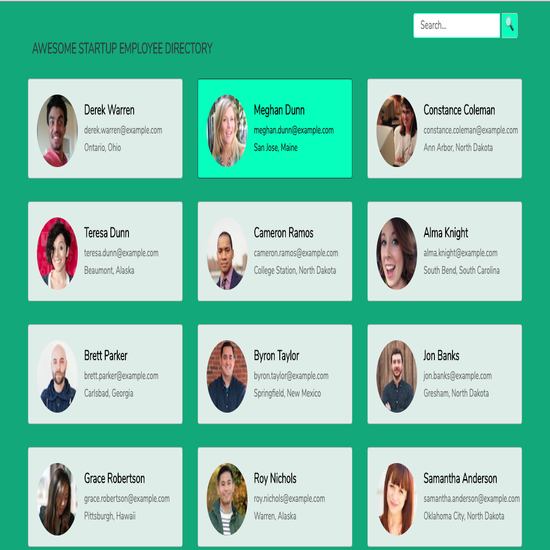 Search...
AWESOME STARTUP EMPLOYEE DIRECTORY
Derek Warren
derek.warren@example.com
Ontario, Ohio
Meghan Dunn
meghan.dunn@example.com
San Jose, Maine
Constance Coleman
constance.coleman@example.com
Ann Arbor, North Dakota
Teresa Dunn
teresa.dunn@example.com
Beaumont, Alaska
Cameron Ramos
cameron.ramos@example.com
College Station, North Dakota
Alma Knight
alma.knight@example.com
South Bend, South Carolina
Brett Parker
brett.parker@example.com
Carlsbad, Georgia
Byron Taylor
byron.taylor@example.com
Springfield, New Mexico
Jon Banks
jon.banks@example.com
Gresham, North Dakota
Grace Robertson
grace.robertson@example.com
Pittsburgh, Hawaii
Roy Nichols
roy.nichols@example.com
Warren, Alaska
Samantha Anderson
samantha.anderson@example.com
Oklahoma City, North Dakota